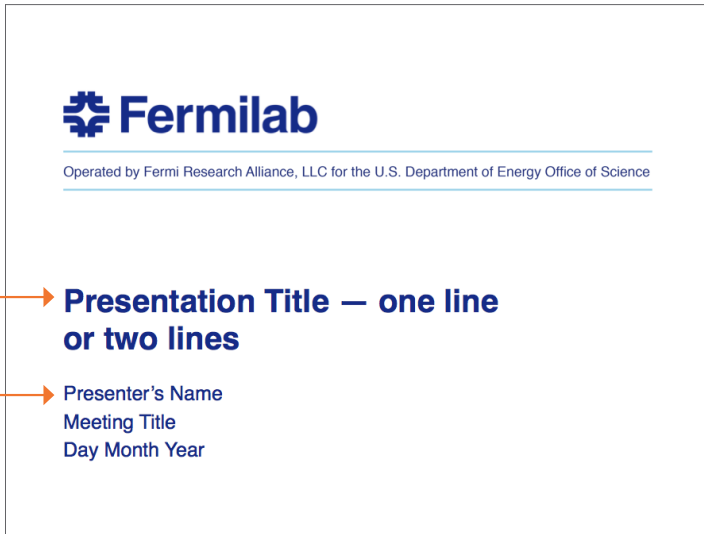 Fermilab
Operated by Fermi Research Alliance, LLC for the U.S. Department of Energy Office of Science
Presentation Title — one line
or two lines
Presenter’s Name
Meeting Title
Day Month Year